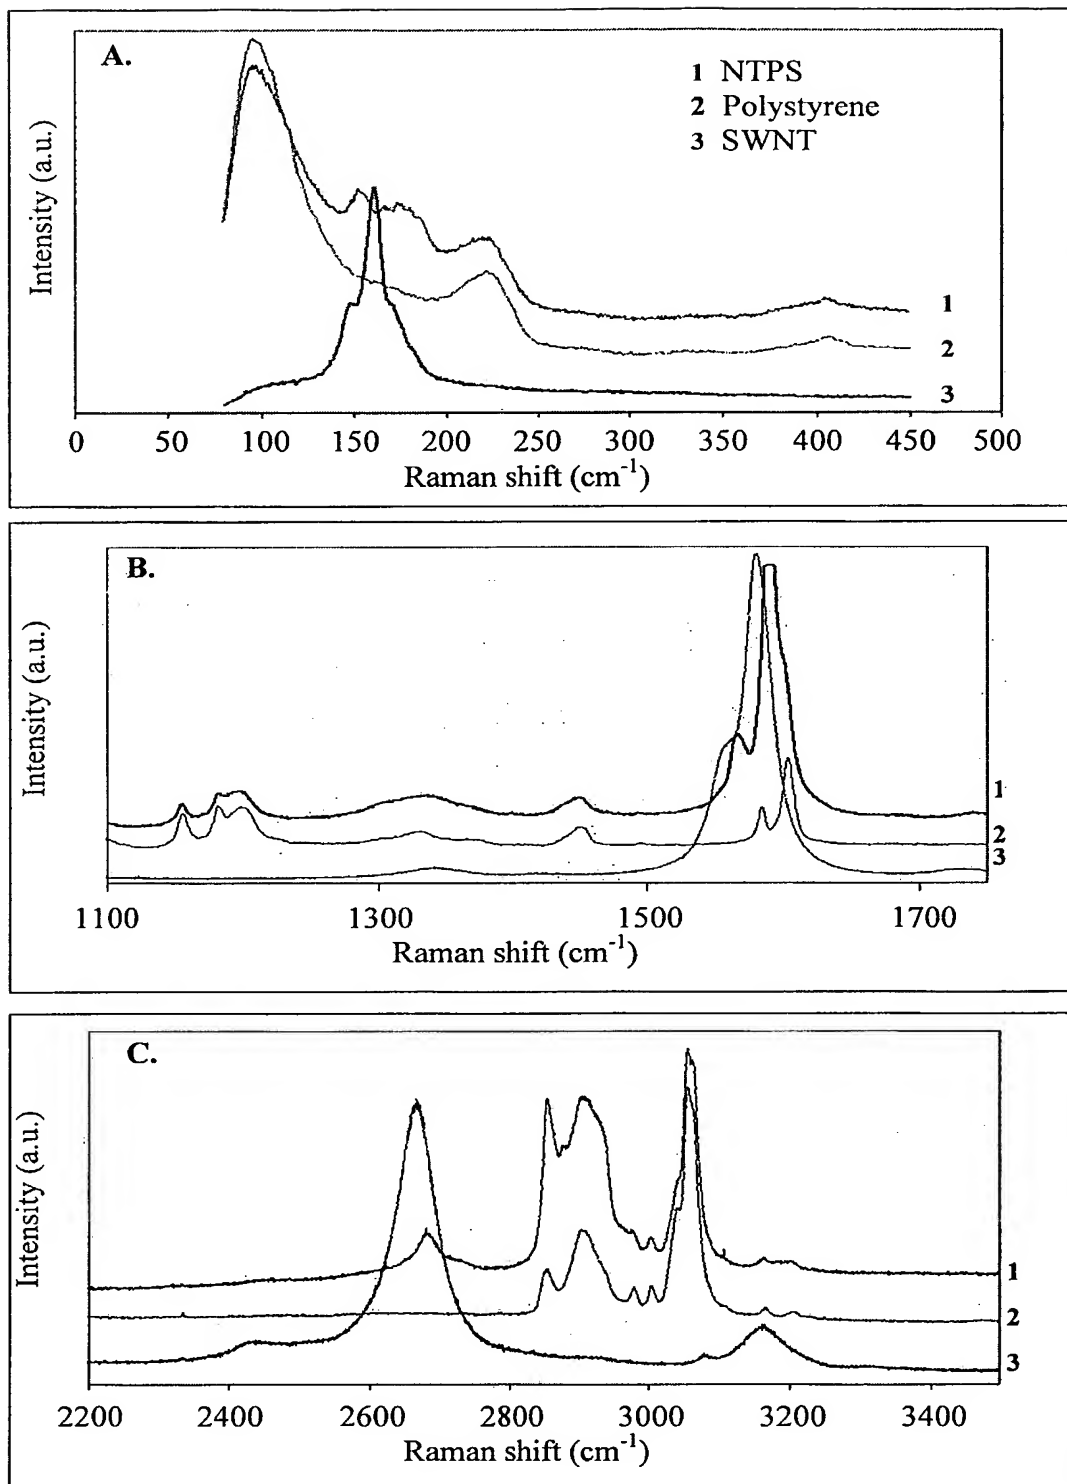 A.
1 NTPS
2 Polystyrene
3 SWNT
Intensity (a.u.)
1
2
3
0 50 100 150 200 250 300 350 400 450 500
Raman shift (cm⁻¹)
B.
Intensity (a.u.)
1
2
3
1100 1300 1500 1700
Raman shift (cm⁻¹)
C.
Intensity (a.u.)
1
2
3
2200 2400 2600 2800 3000 3200 3400
Raman shift (cm⁻¹)